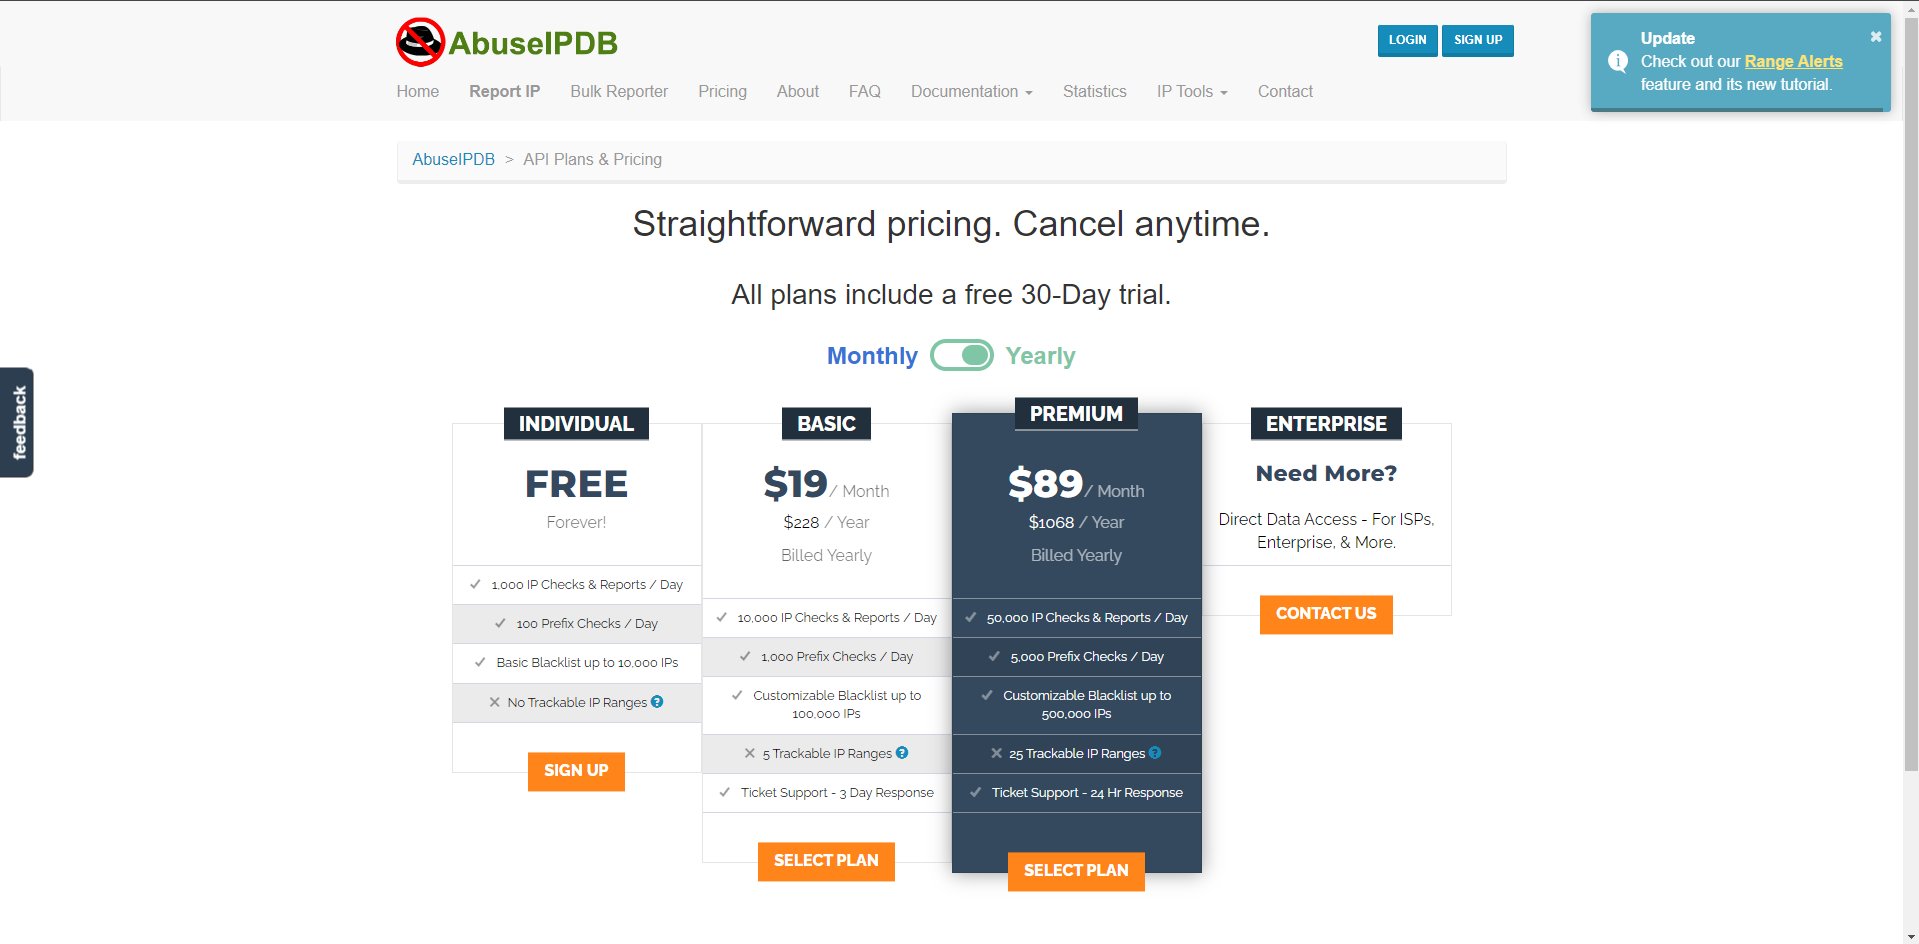 AbuseIPDB
LOGIN
SIGN UP
Update
Check out our Range Alerts
feature and its new tutorial.
Home
Report IP
Bulk Reporter
Pricing
About
FAQ
Documentation
Statistics
IP Tools
Contact
AbuseIPDB > API Plans & Pricing
Straightforward pricing. Cancel anytime.
All plans include a free 30-Day trial.
Monthly
Yearly
feedback
INDIVIDUAL
FREE
Forever!
1,000 IP Checks & Reports / Day
100 Prefix Checks / Day
Basic Blacklist up to 10,000 IPs
No Trackable IP Ranges
SIGN UP
BASIC
$19 / Month
$228 / Year
Billed Yearly
10,000 IP Checks & Reports / Day
1,000 Prefix Checks / Day
Customizable Blacklist up to
100,000 IPs
5 Trackable IP Ranges
Ticket Support - 3 Day Response
SELECT PLAN
PREMIUM
$89 / Month
$1068 / Year
Billed Yearly
50,000 IP Checks & Reports / Day
5,000 Prefix Checks / Day
Customizable Blacklist up to
500,000 IPs
25 Trackable IP Ranges
Ticket Support - 24 Hr Response
SELECT PLAN
ENTERPRISE
Need More?
Direct Data Access - For ISPs,
Enterprise, & More.
CONTACT US